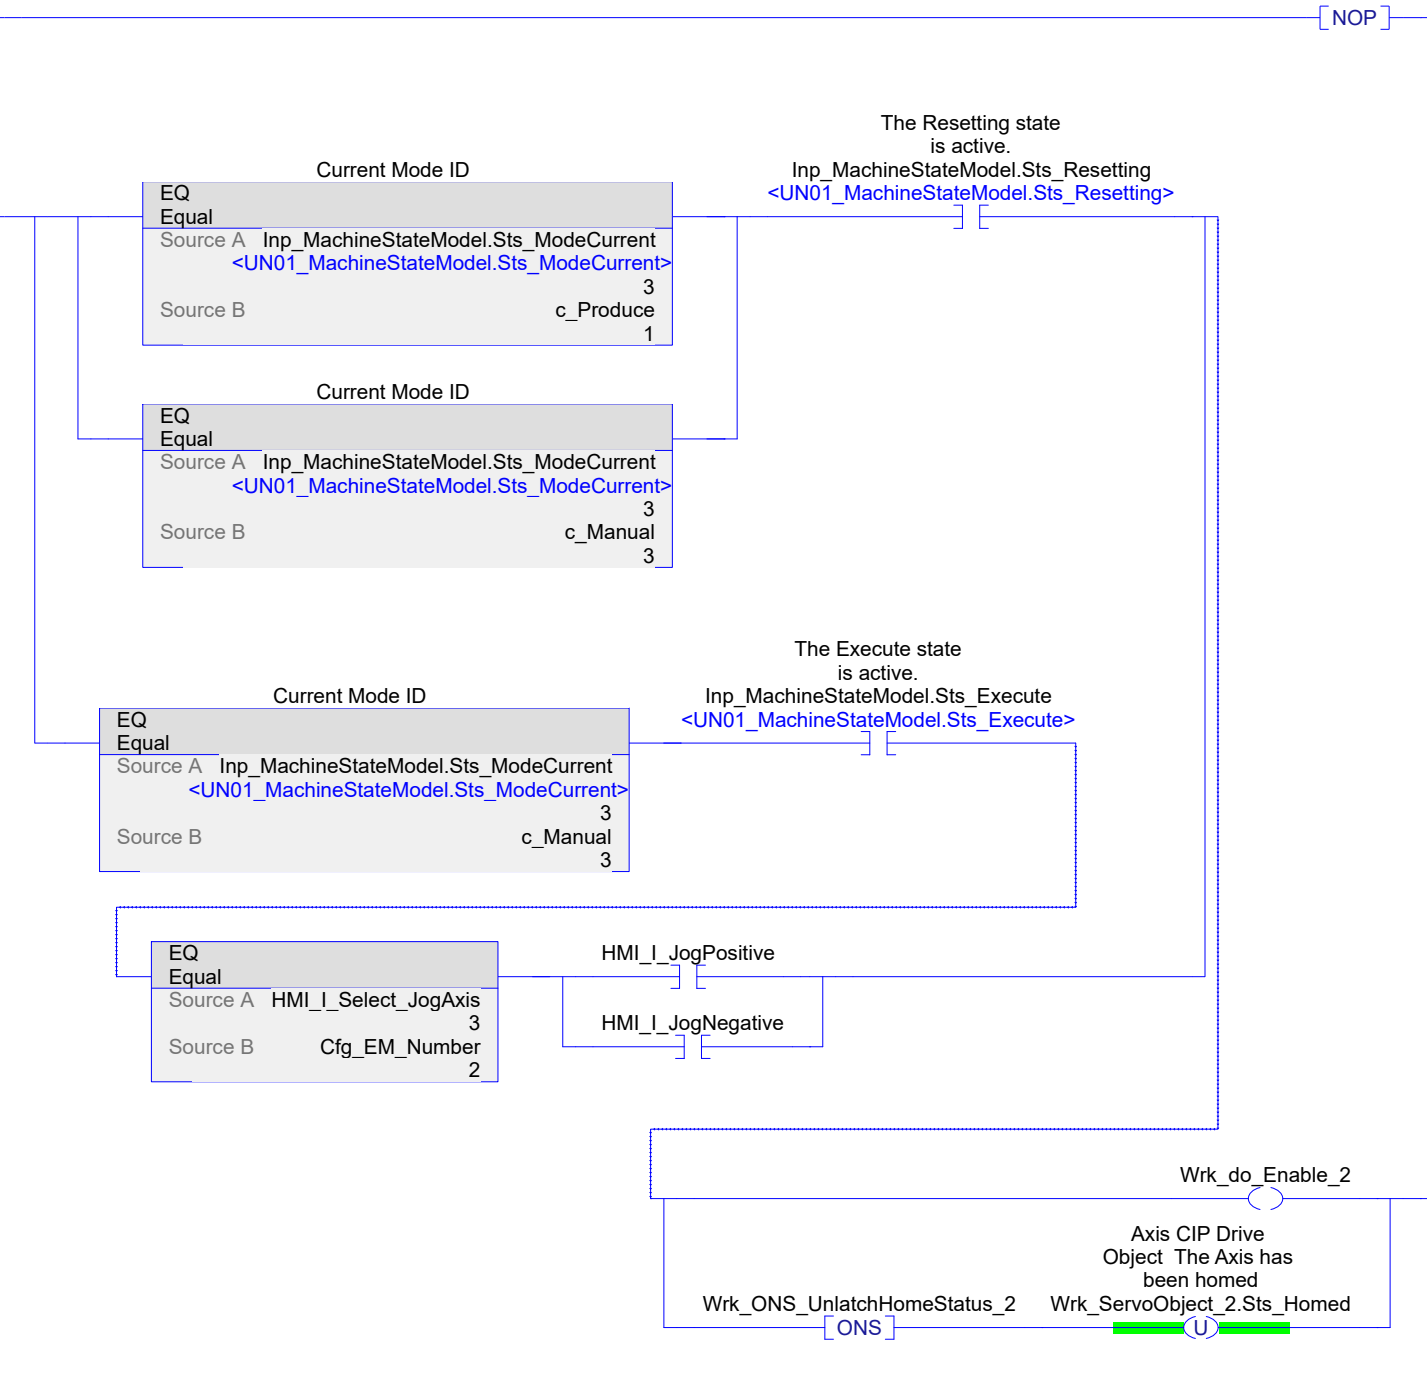 NOP
The Resetting state
is active.
Current Mode ID
Inp_MachineStateModel.Sts_Resetting
EQ
<UN01_MachineStateModel.Sts_Resetting>
Equal
Source A Inp_MachineStateModel.Sts_ModeCurrent
<UN01_MachineStateModel.Sts_ModeCurrent>
3
Source B c_Produce
1
Current Mode ID
EQ
Equal
Source A Inp_MachineStateModel.Sts_ModeCurrent
<UN01_MachineStateModel.Sts_ModeCurrent>
3
Source B c_Manual
3
The Execute state
is active.
Current Mode ID
Inp_MachineStateModel.Sts_Execute
EQ
<UN01_MachineStateModel.Sts_Execute>
Equal
Source A Inp_MachineStateModel.Sts_ModeCurrent
<UN01_MachineStateModel.Sts_ModeCurrent>
3
Source B c_Manual
3
EQ
HMI_I_JogPositive
Equal
Source A HMI_I_Select_JogAxis
3
HMI_I_JogNegative
Source B Cfg_EM_Number
2
Wrk_do_Enable_2
Axis CIP Drive
Object The Axis has
been homed
Wrk_ONS_UnlatchHomeStatus_2
Wrk_ServoObject_2.Sts_Homed
ONS
U